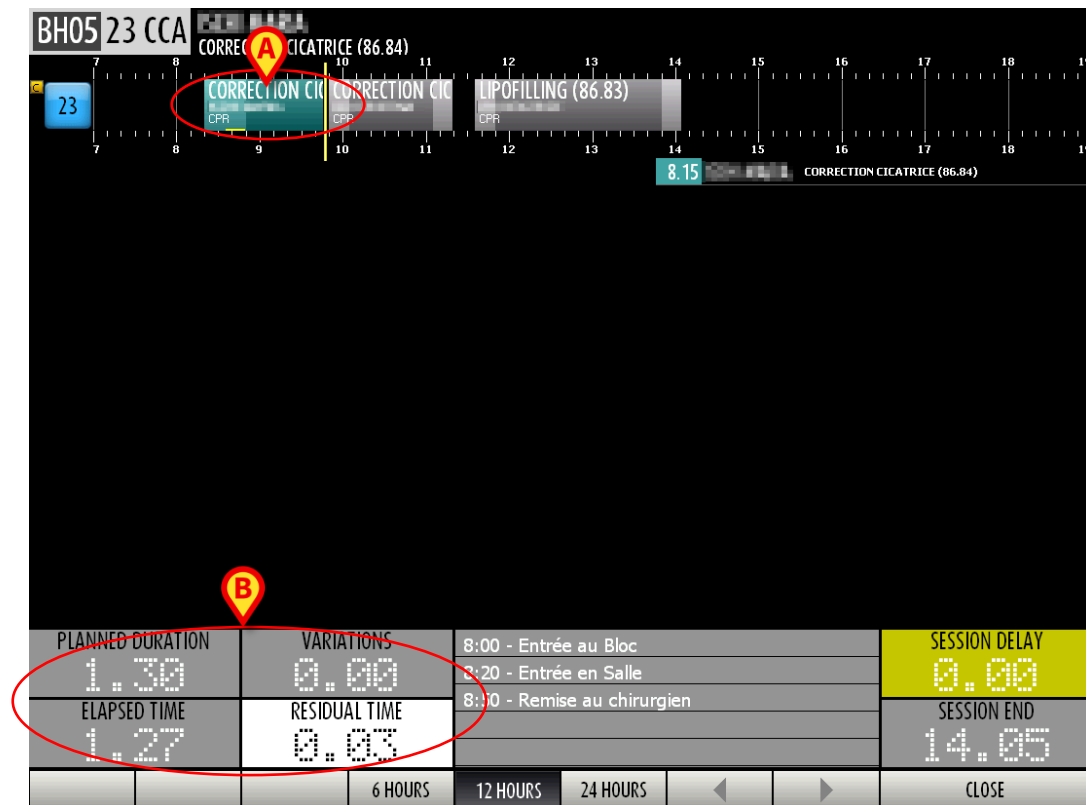 BH05 23 CCA
CORREC CICATRICE (86.84)
A
7 8 10 11 12 13 14 15 16 17 18 19
C
23
CORRECTION CIC
CPR
CORRECTION CIC
CPR
LIPOFILLING (86.83)
CPR
7 8 9 10 11 12 13 14 15 16 17 18 19
8.15 CORRECTION CICATRICE (86.84)
B
PLANNED DURATION
1.30
VARIATIONS
0.00
8:00 - Entrée au Bloc
8:20 - Entrée en Salle
- Remise au chirurgien
SESSION DELAY
0.00
ELAPSED TIME
1.27
RESIDUAL TIME
0.03
SESSION END
14.05
6 HOURS
12 HOURS
24 HOURS
CLOSE